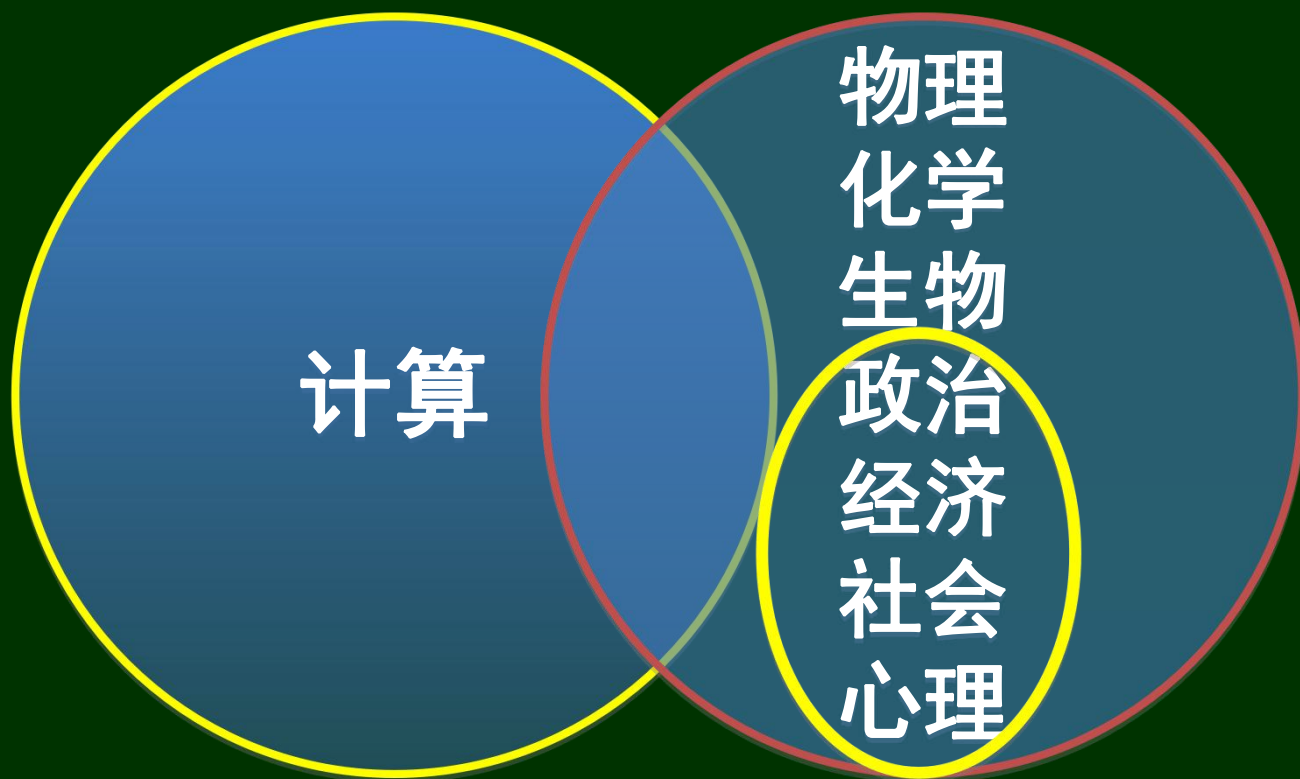 计算
物理
化学
生物
政治
经济
社会
心理